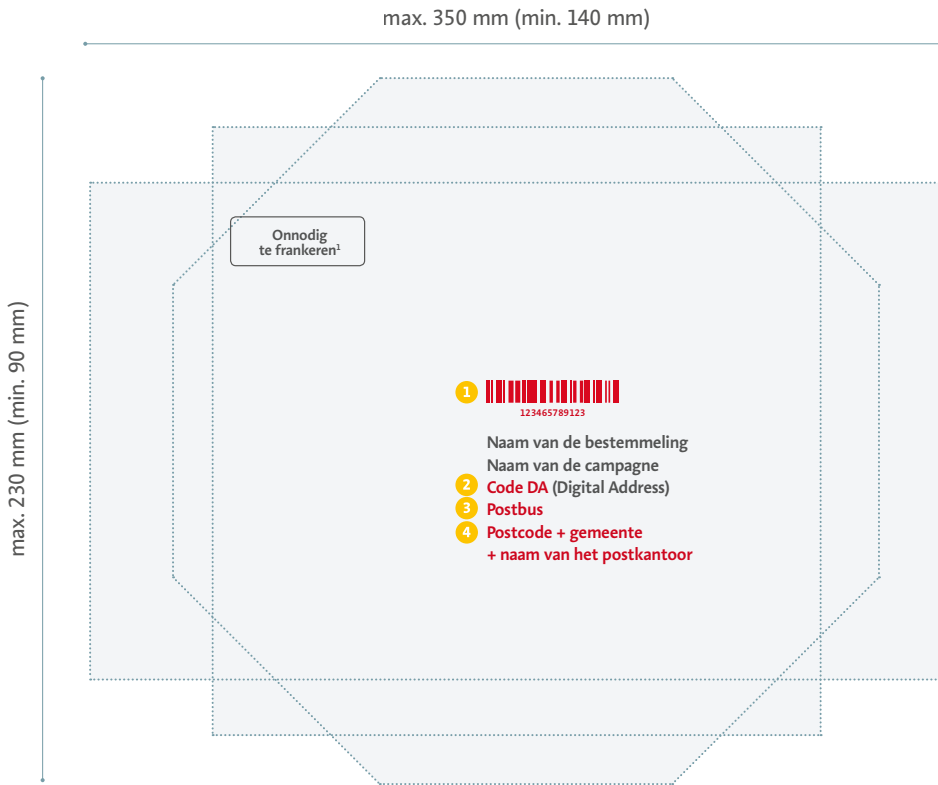 max. 350 mm (min. 140 mm)
max. 230 mm (min. 90 mm)
Onnodig
te frankeren¹
1
123465789123
Naam van de bestemmeling
Naam van de campagne
2 Code DA (Digital Address)
3 Postbus
4 Postcode + gemeente
+ naam van het postkantoor